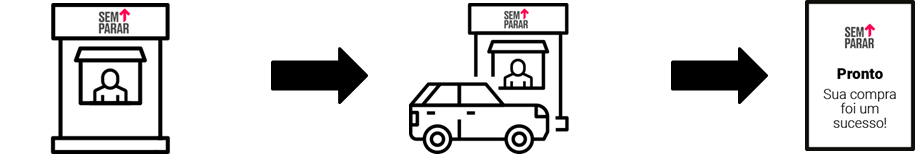 SEM
PARAR
SEM
PARAR
SEM
PARAR
Pronto
Sua compra
foi um
sucesso!